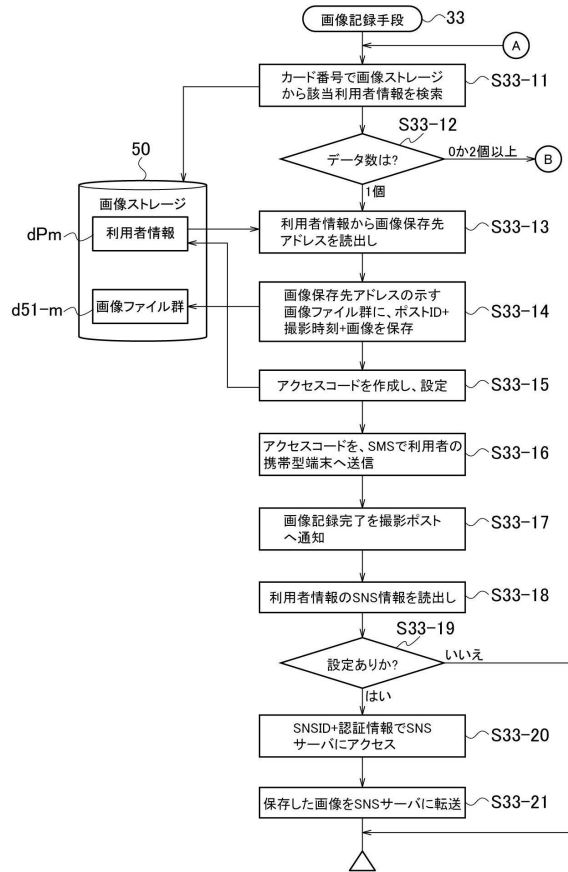 画像記録手段
33
A
カード番号で画像ストレージ
から該当利用者情報を検索
S33-11
S33-12
データ数は?
0か2個以上
B
1個
50
画像ストレージ
dPm
利用者情報
利用者情報から画像保存先
アドレスを読出し
S33-13
d51-m
画像ファイル群
画像保存先アドレスの示す
画像ファイル群に、ポストID+
撮影時刻+画像を保存
S33-14
アクセスコードを作成し、設定
S33-15
アクセスコードを、SMSで利用者の
携帯型端末へ送信
S33-16
画像記録完了を撮影ポスト
へ通知
S33-17
利用者情報のSNS情報を読出し
S33-18
S33-19
設定ありか?
いいえ
はい
SNSID+認証情報でSNS
サーバにアクセス
S33-20
保存した画像をSNSサーバに転送
S33-21